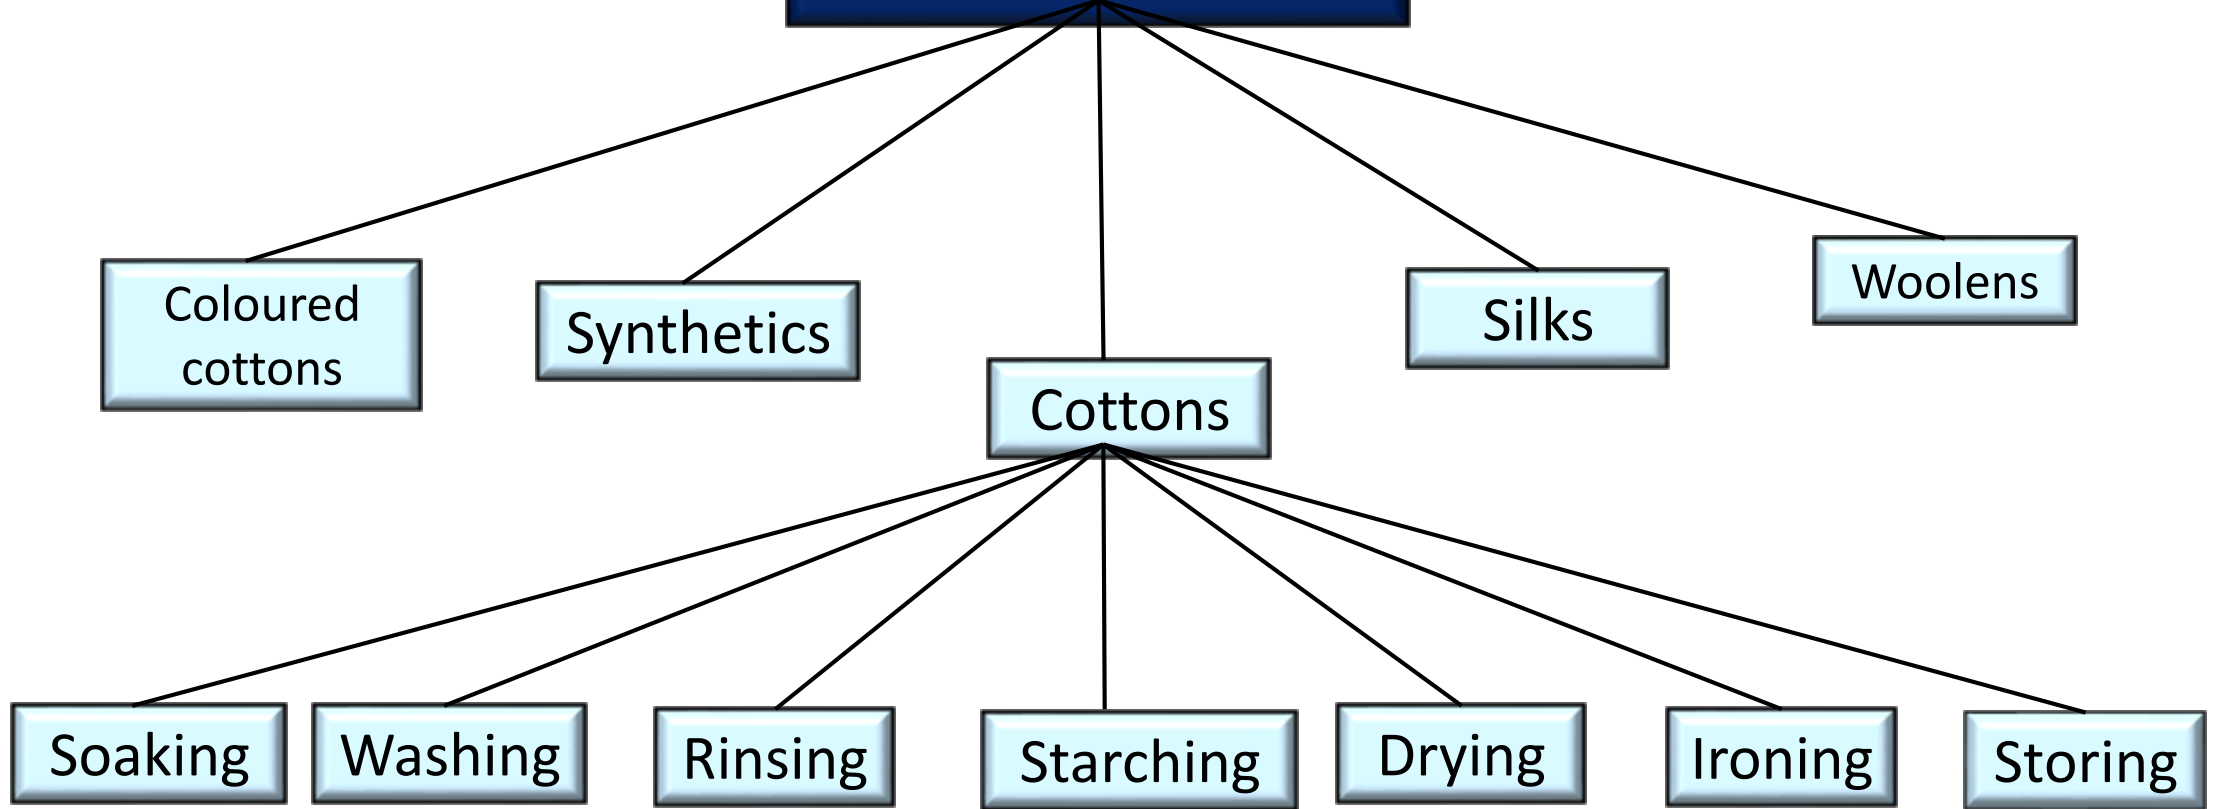 Coloured
cottons
Synthetics
Cottons
Silks
Woolens
Soaking
Washing
Rinsing
Starching
Drying
Ironing
Storing